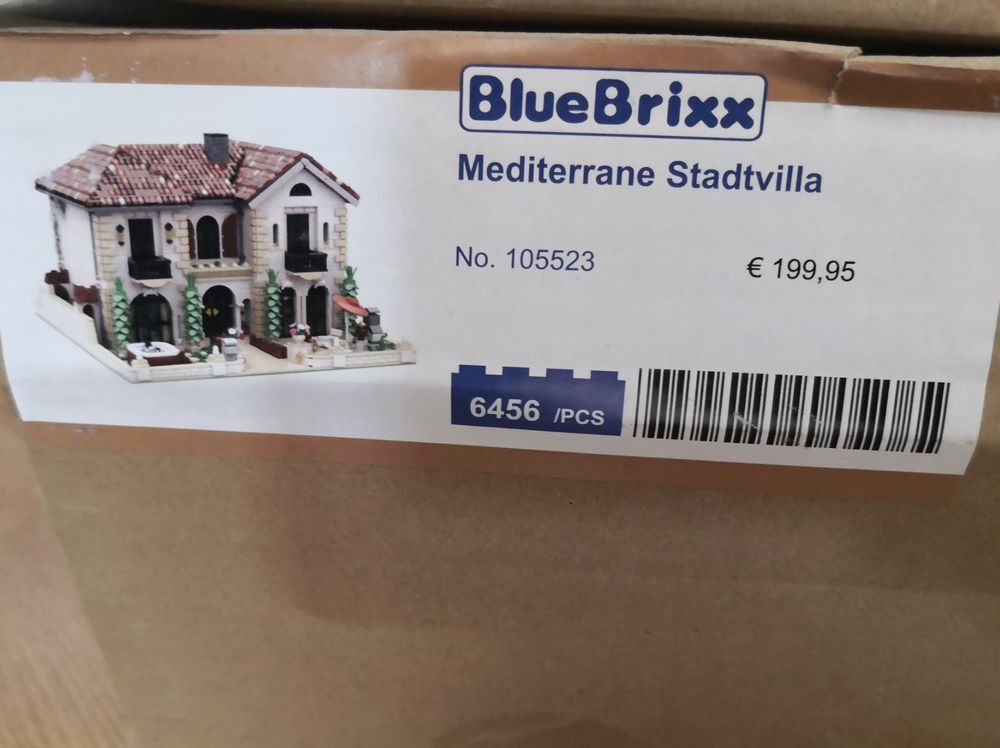 BlueBrixx
Mediterrane Stadtvilla
No. 105523
€ 199,95
6456 /PCS